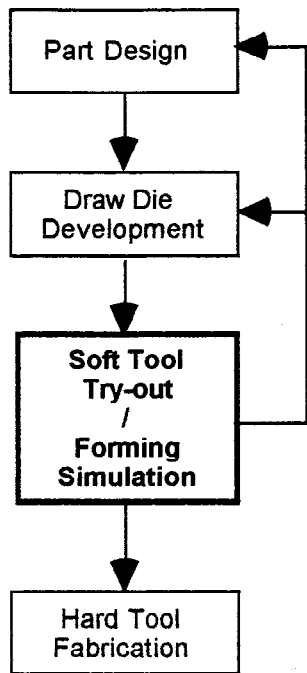 Part Design
Draw Die
Development
Soft Tool
Try-out
/
Forming
Simulation
Hard Tool
Fabrication